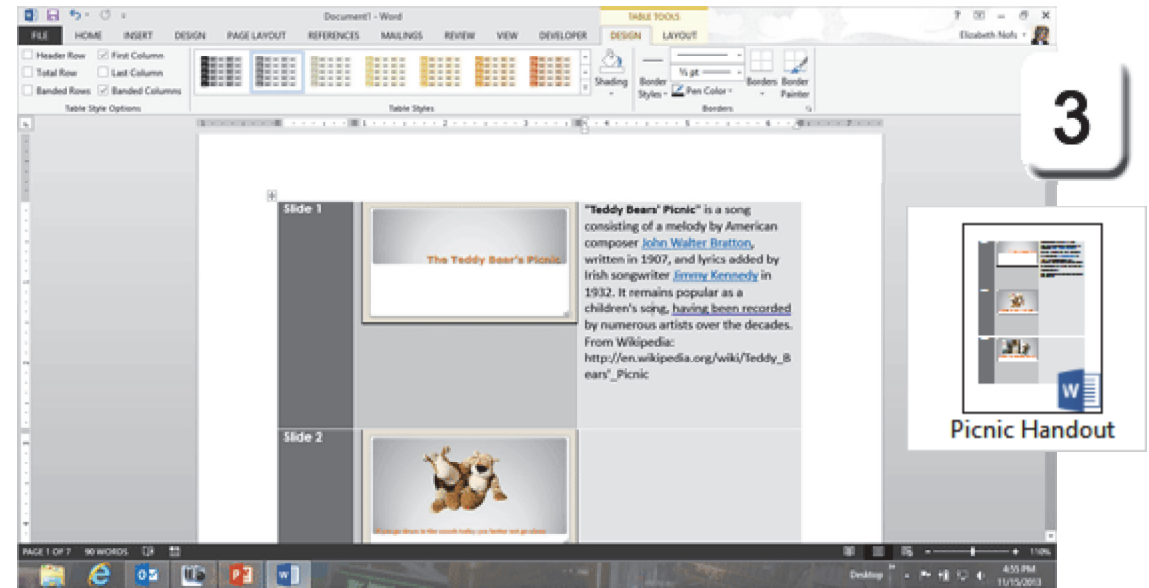 Document1 - Word
TABLE TOOLS
FILE HOME INSERT DESIGN PAGE LAYOUT REFERENCES MAILINGS REVIEW VIEW DEVELOPER DESIGN LAYOUT
Header Row First Column
Total Row Last Column
Banded Rows Banded Columns
Table Style Options
Table Styles
Shading
Border Styles
½ pt
Pen Color
Borders
Border Painter
Borders
3
Slide 1
The Teddy Bear's Picnic
"Teddy Bears' Picnic" is a song
consisting of a melody by American
composer John Walter Bratton,
written in 1907, and lyrics added by
Irish songwriter Jimmy Kennedy in
1932. It remains popular as a
children's song, having been recorded
by numerous artists over the decades.
From Wikipedia:
http://en.wikipedia.org/wiki/Teddy_B
ears'_Picnic
Slide 2
Picnic Handout
PAGE 1 OF 7 90 WORDS
110%
Desktop
4:55 PM
11/15/2013